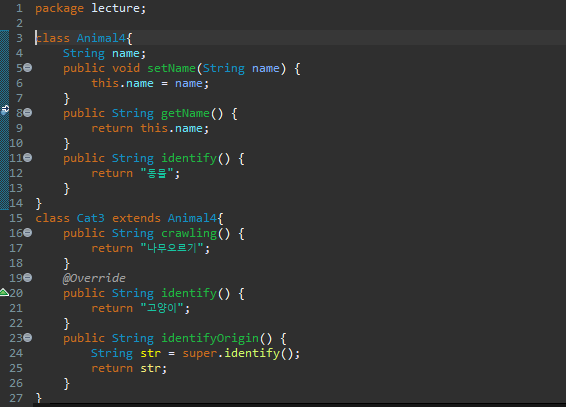 1 package lecture;
2
3 class Animal4{
4 String name;
5 public void setName(String name) {
6 this.name = name;
7 }
8 public String getName() {
9 return this.name;
10 }
11 public String identify() {
12 return "동물";
13 }
14 }
15 class Cat3 extends Animal4{
16 public String crawling() {
17 return "나무오르기";
18 }
19 @Override
20 public String identify() {
21 return "고양이";
22 }
23 public String identifyOrigin() {
24 String str = super.identify();
25 return str;
26 }
27 }